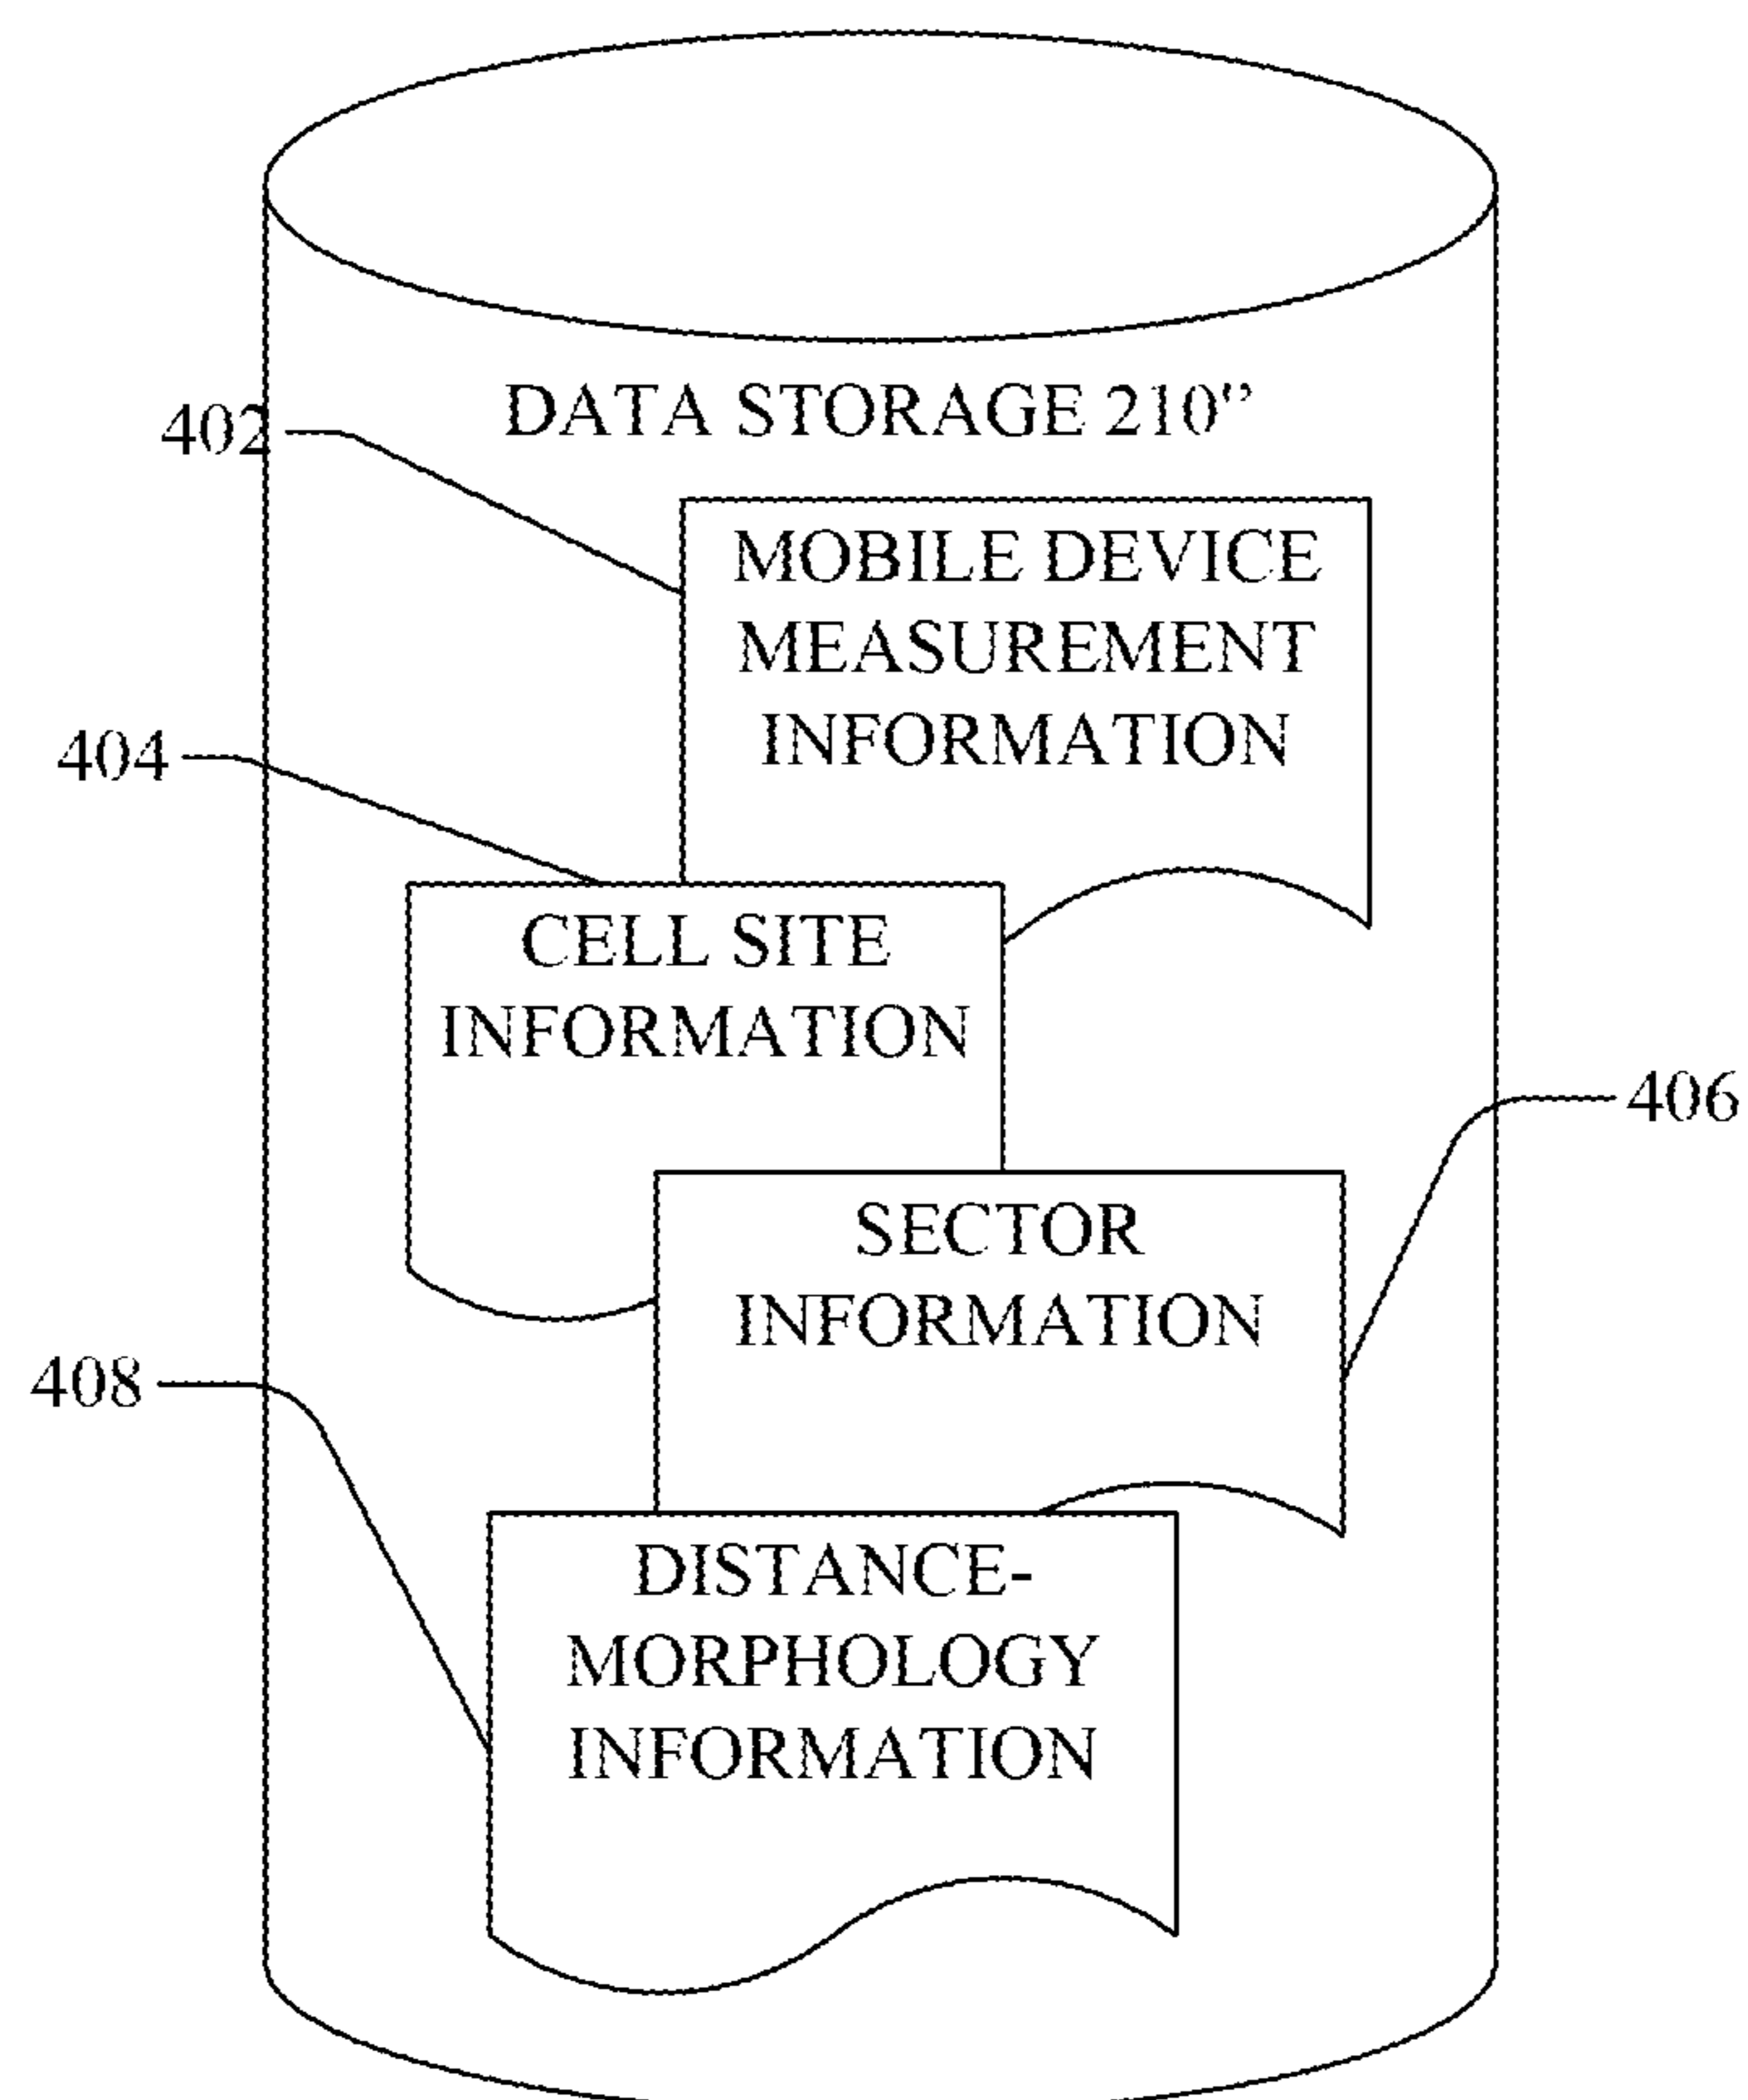 DATA STORAGE 210”
402
MOBILE DEVICE
MEASUREMENT
INFORMATION
404
CELL SITE
INFORMATION
406
SECTOR
INFORMATION
408
DISTANCE-
MORPHOLOGY
INFORMATION